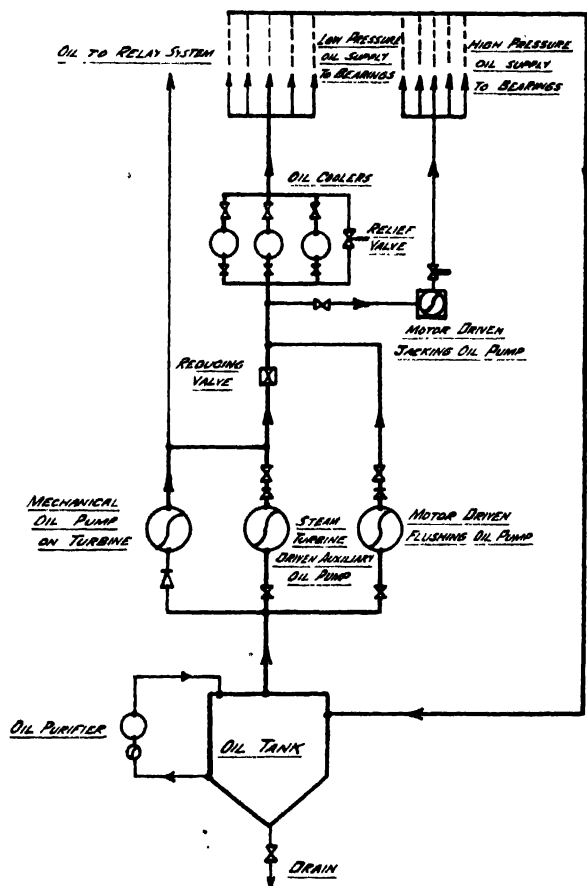 OIL TO RELAY SYSTEM
LOW PRESSURE
OIL SUPPLY
TO BEARINGS
HIGH PRESSURE
OIL SUPPLY
TO BEARINGS
OIL COOLERS
RELIEF
VALVE
MOTOR DRIVEN
JACKING OIL PUMP
REDUCING
VALVE
MECHANICAL
OIL PUMP
ON TURBINE
STEAM
TURBINE
DRIVEN AUXILIARY
OIL PUMP
MOTOR DRIVEN
FLUSHING OIL PUMP
OIL PURIFIER
OIL TANK
DRAIN